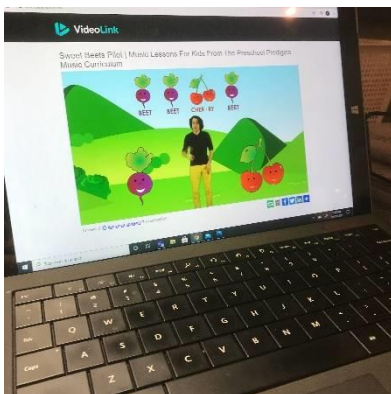 VideoLink
Sweet Beets Pilot | Music Lessons For Kids From The Preschool Prodigies
Music Curriculum
BEET BEET CHER-RY BEET
Q W E R T Y U I O P
Caps A S D F G H J K L
Z X C V B N M